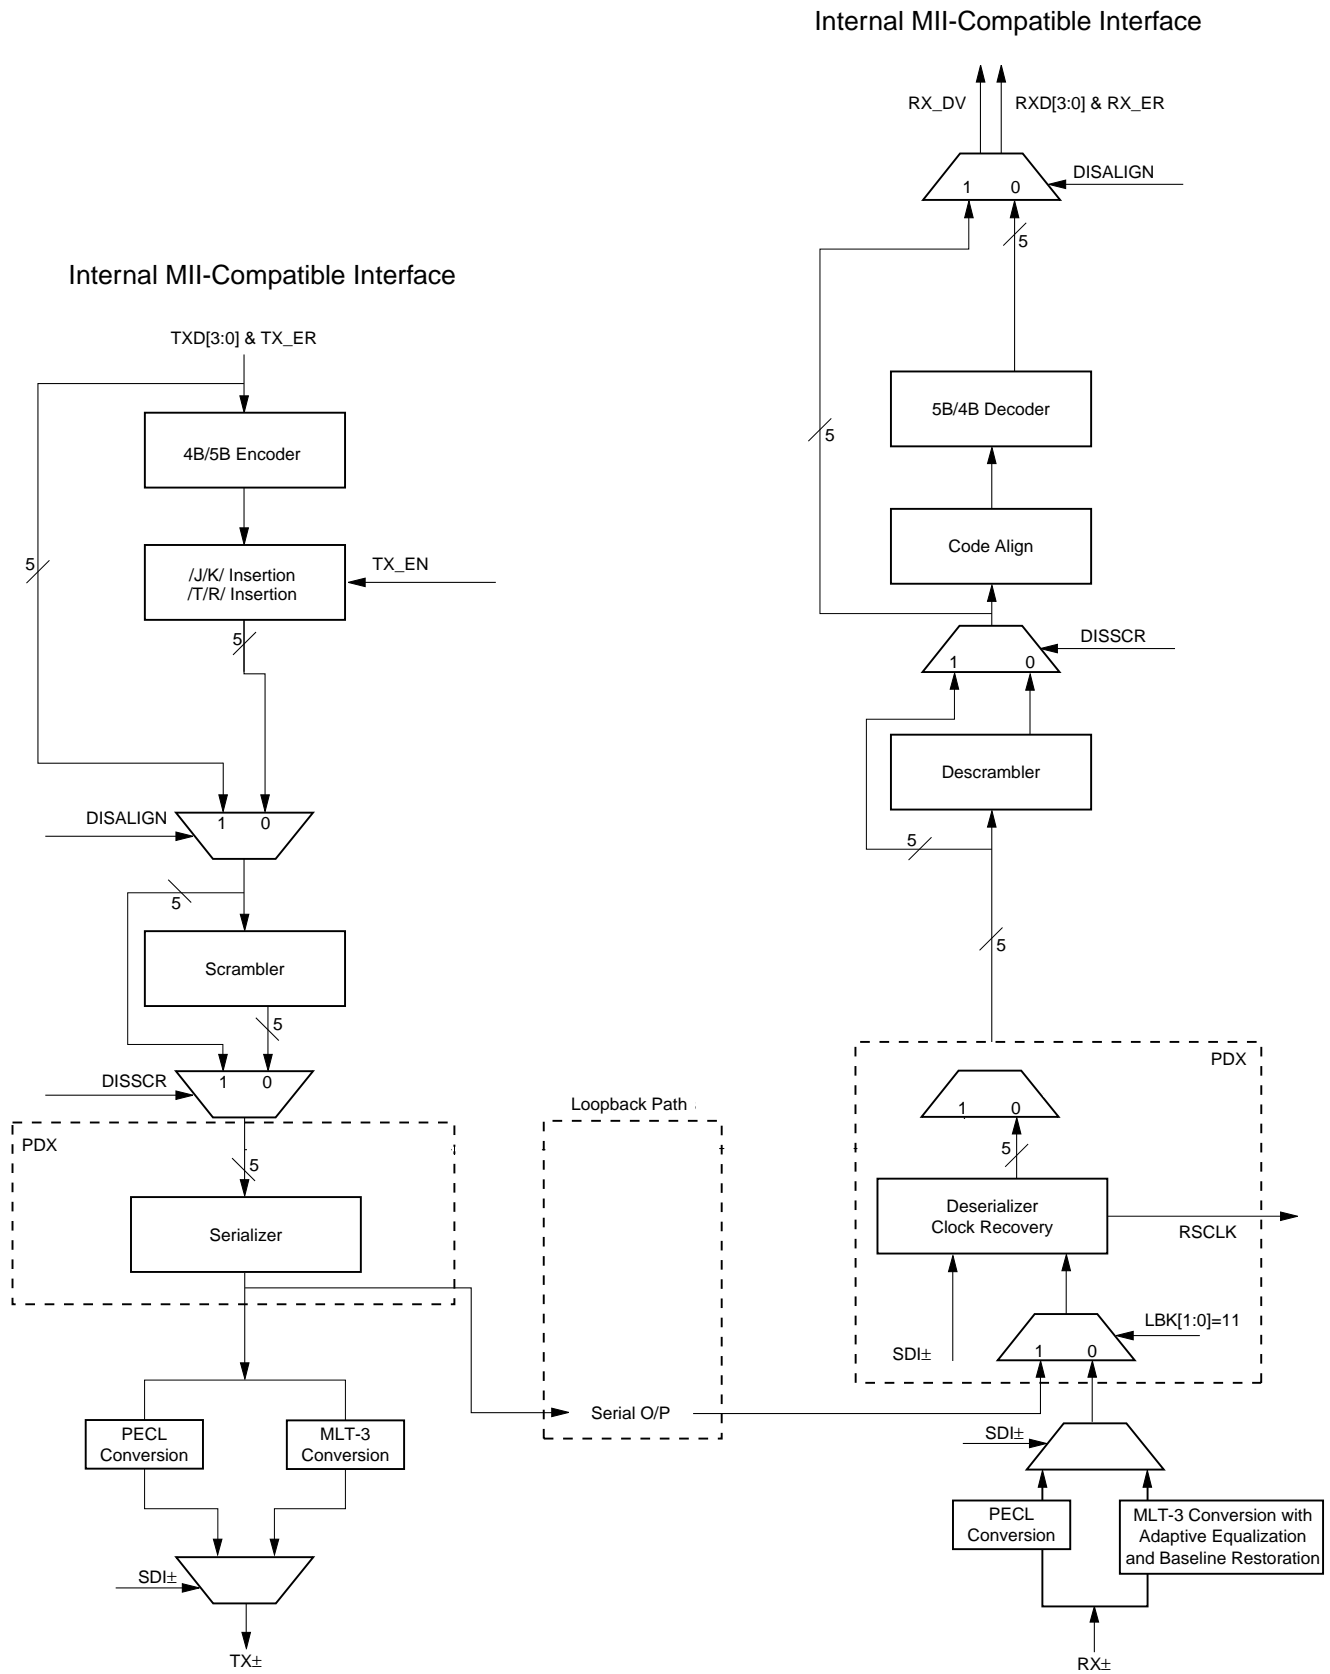 Internal MII-Compatible Interface
RX_DV
RXD[3:0] & RX_ER
DISALIGN
1 0
5
5B/4B Decoder
5
Code Align
DISSCR
1 0
Descrambler
5
5
PDX
1 0
5
Deserializer
Clock Recovery
RSCLK
LBK[1:0]=11
SDI±
1 0
SDI±
PECL
Conversion
MLT-3 Conversion with
Adaptive Equalization
and Baseline Restoration
RX±
Internal MII-Compatible Interface
TXD[3:0] & TX_ER
4B/5B Encoder
5
/J/K/ Insertion
/T/R/ Insertion
TX_EN
5
DISALIGN
1 0
5
Scrambler
5
DISSCR
1 0
PDX
5
Serializer
Loopback Path
Serial O/P
PECL
Conversion
MLT-3
Conversion
SDI±
TX±